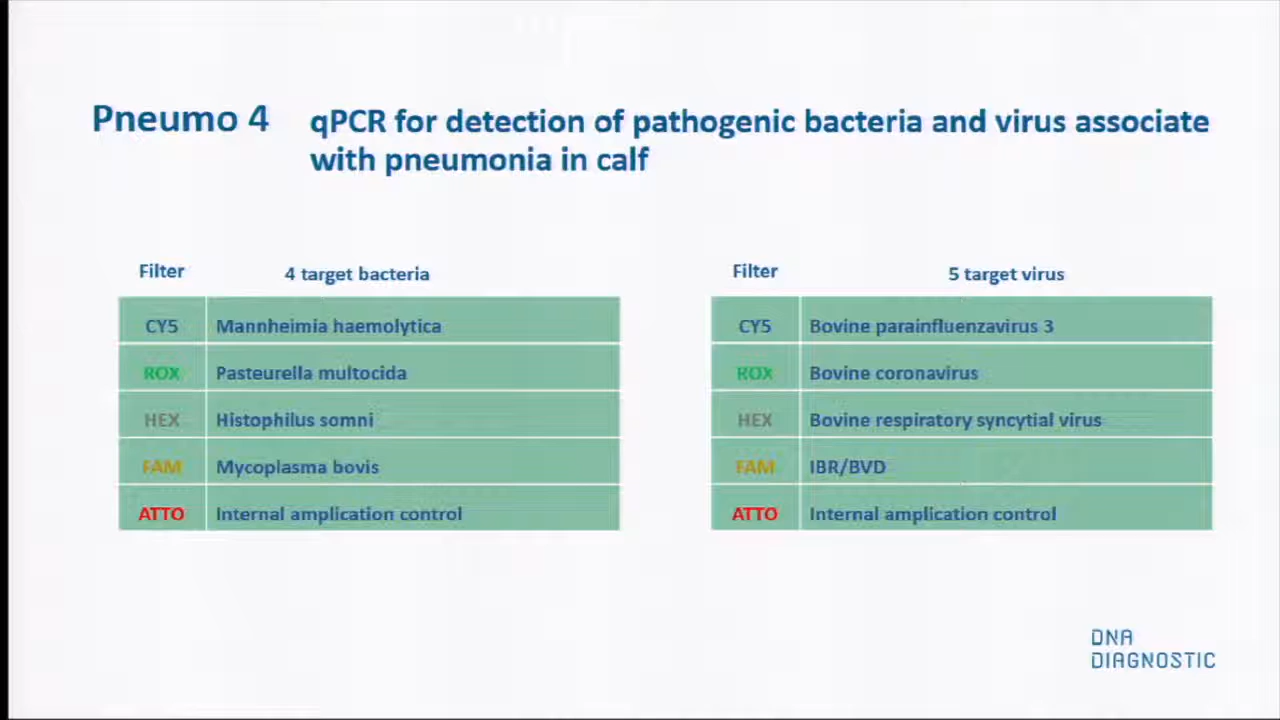 Pneumo 4
qPCR for detection of pathogenic bacteria and virus associate
with pneumonia in calf
Filter 4 target bacteria
CY5 Mannheimia haemolytica
ROX Pasteurella multocida
HEX Histophilus somni
FAM Mycoplasma bovis
ATTO Internal amplication control
Filter 5 target virus
CY5 Bovine parainfluenzavirus 3
ROX Bovine coronavirus
HEX Bovine respiratory syncytial virus
FAM IBR/BVD
ATTO Internal amplication control
DNA
DIAGNOSTIC